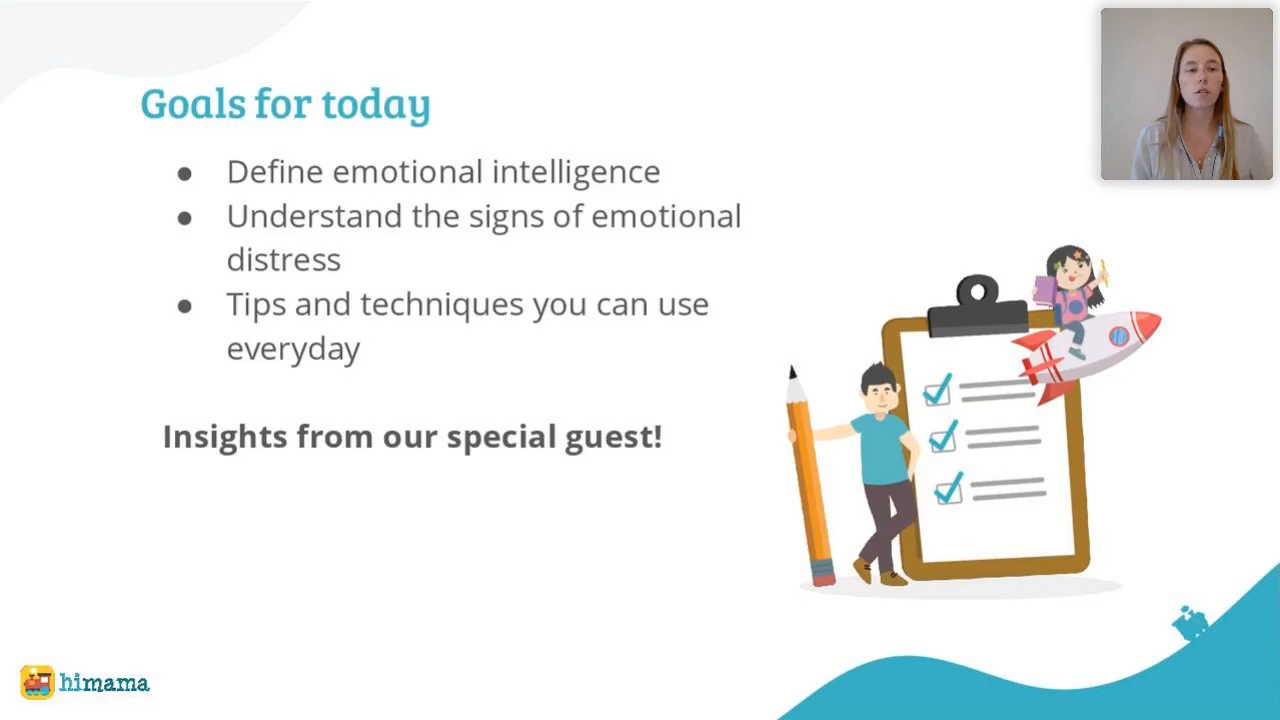 Goals for today
● Define emotional intelligence
● Understand the signs of emotional
distress
● Tips and techniques you can use
everyday
Insights from our special guest!
himama